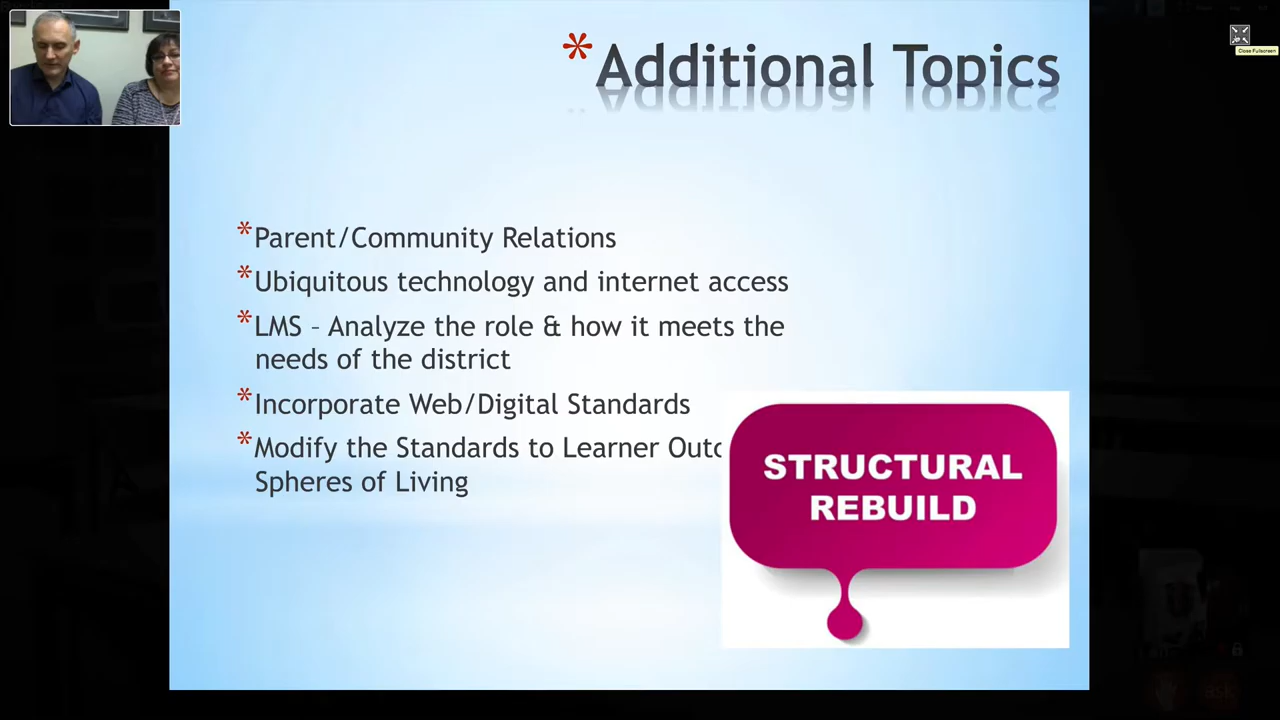 * Additional Topics
Close Fullscreen
* Parent/Community Relations
* Ubiquitous technology and internet access
* LMS – Analyze the role & how it meets the
needs of the district
* Incorporate Web/Digital Standards
* Modify the Standards to Learner
Spheres of Living
STRUCTURAL
REBUILD